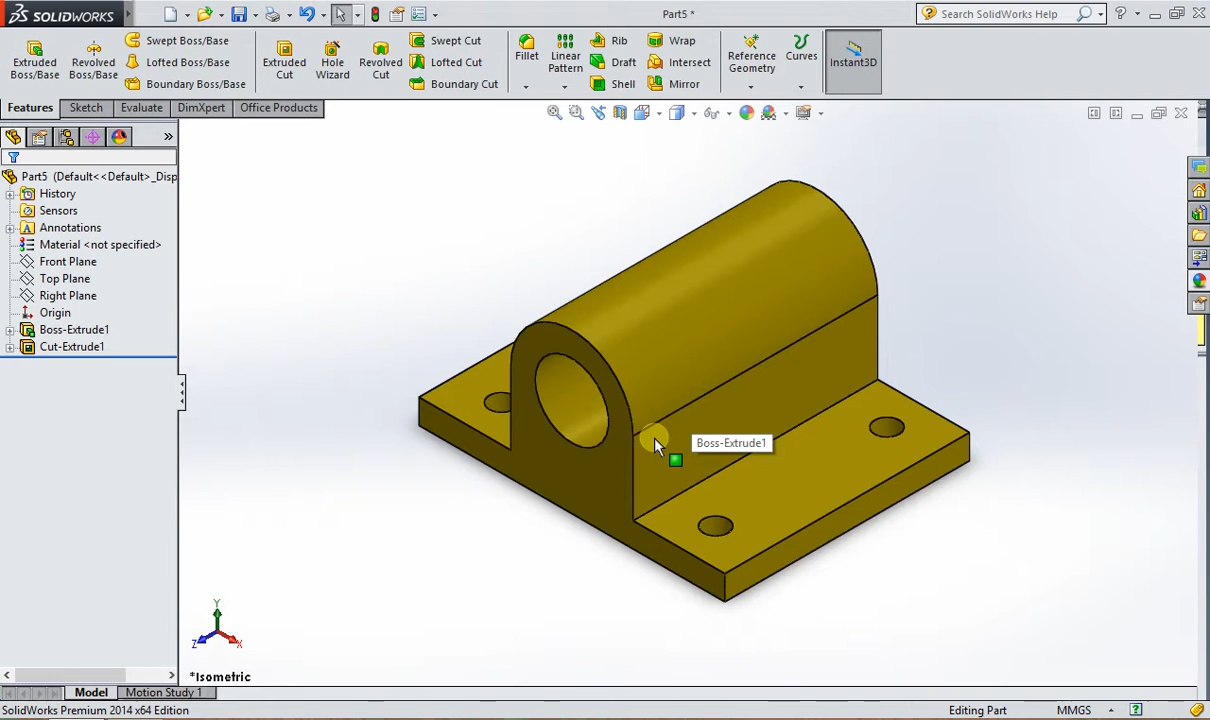 SOLIDWORKS
Part5 *
Search SolidWorks Help
Extruded Boss/Base
Revolved Boss/Base
Swept Boss/Base
Lofted Boss/Base
Boundary Boss/Base
Extruded Cut
Hole Wizard
Revolved Cut
Swept Cut
Lofted Cut
Boundary Cut
Fillet
Linear Pattern
Rib
Draft
Shell
Wrap
Intersect
Mirror
Reference Geometry
Curves
Instant3D
Features
Sketch
Evaluate
DimXpert
Office Products
Part5 (Default<<Default>_Disp
History
Sensors
Annotations
Material <not specified>
Front Plane
Top Plane
Right Plane
Origin
Boss-Extrude1
Cut-Extrude1
Boss-Extrude1
Y
Z
X
*Isometric
Model
Motion Study 1
SolidWorks Premium 2014 x64 Edition
Editing Part
MMGS